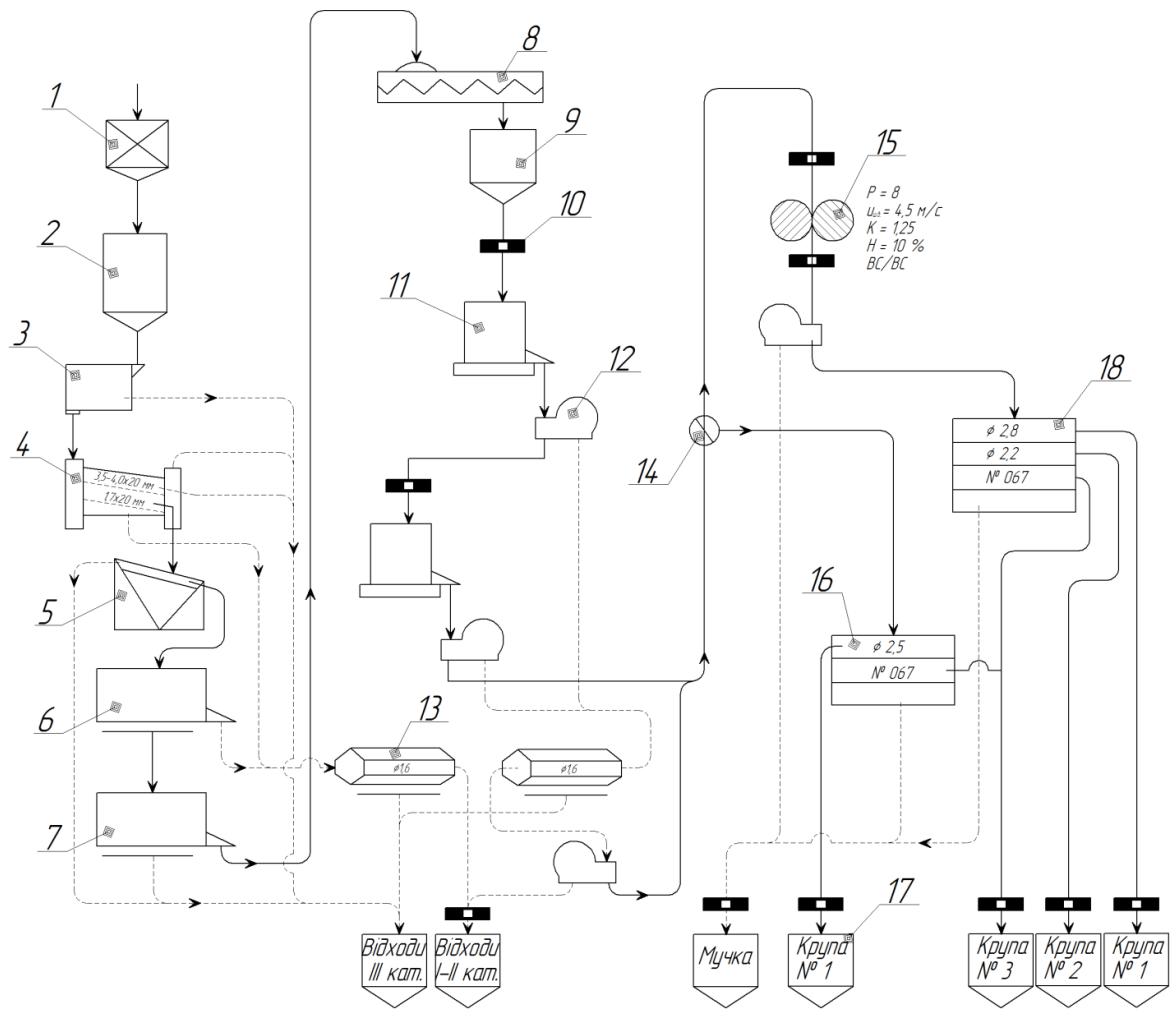 1
2
3
4
3,5-4,0x20 мм
1,7x20 мм
5
6
7
8
9
10
11
12
13
ø1,6
ø1,6
14
15
P = 8
K = 1,25
H = 10 %
ВС/ВС
= 4,5 м/с
16
ø 2,5
№ 067
17
18
ø 2,8
ø 2,2
№ 067
Відходи
III кат.
Відходи
I-II кат.
Мучка
Крупа
№ 1
Крупа
№ 3
Крупа
№ 2
Крупа
№ 1